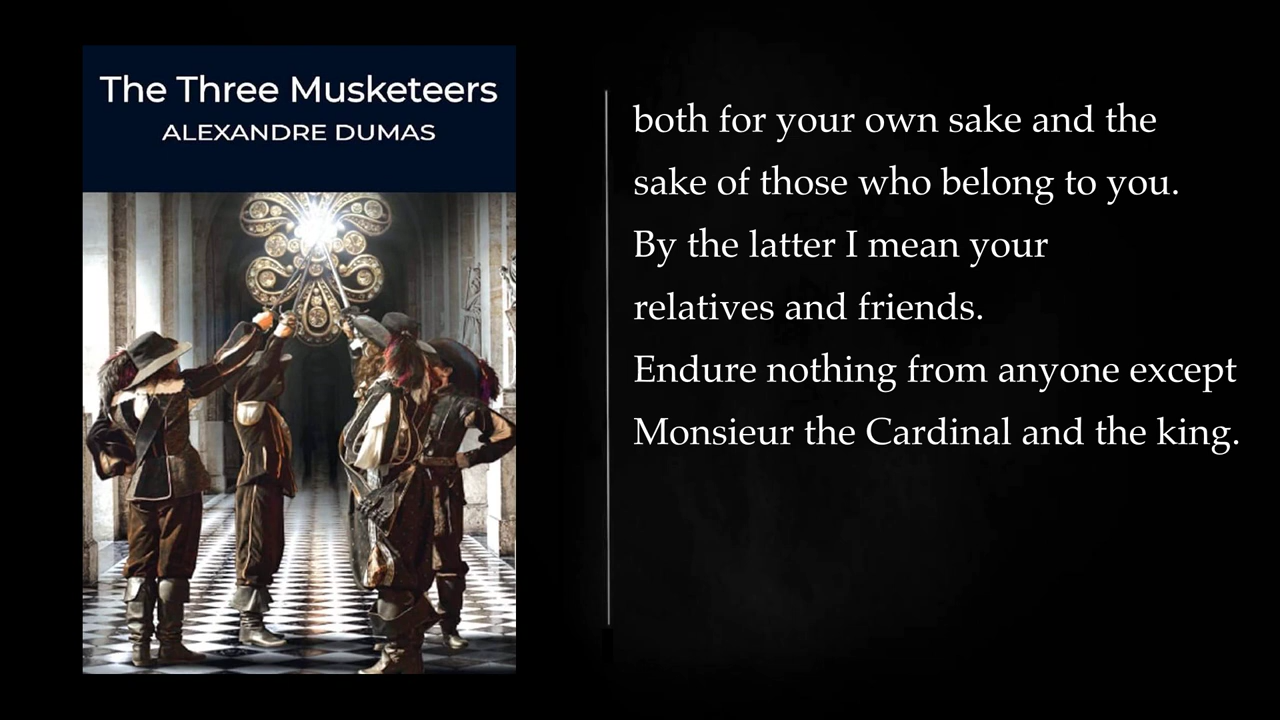 The Three Musketeers
ALEXANDRE DUMAS
both for your own sake and the
sake of those who belong to you.
By the latter I mean your
relatives and friends.
Endure nothing from anyone except
Monsieur the Cardinal and the king.